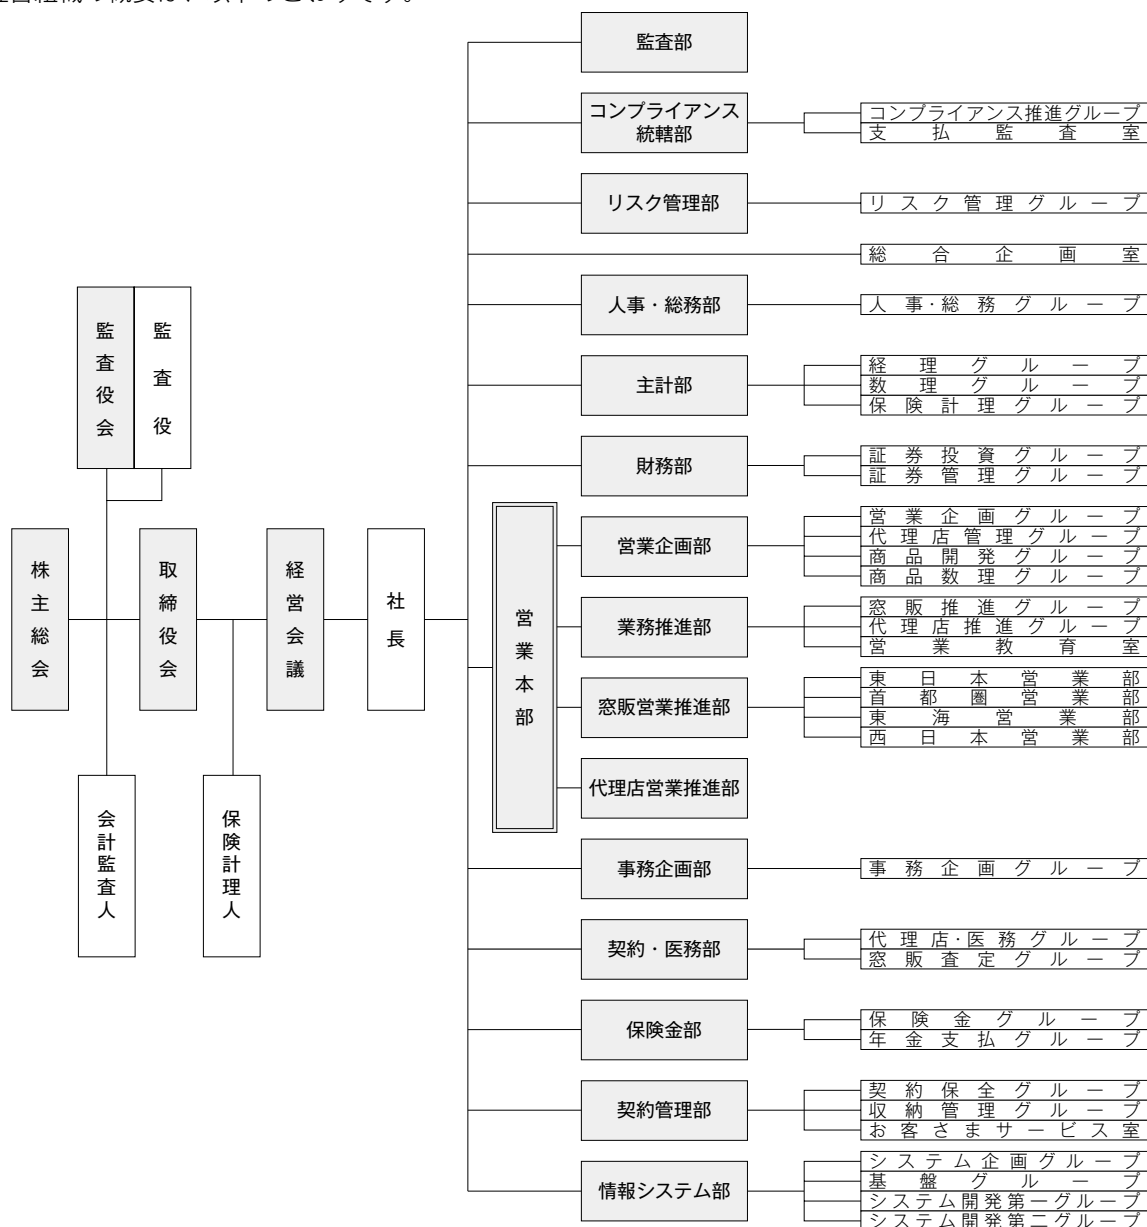 監査部
コンプライアンス
統轄部
コンプライアンス推進グループ
支払監査室
リスク管理部
リスク管理グループ
総合企画室
人事・総務部
人事・総務グループ
主計部
経理グループ
数理グループ
保険計理グループ
財務部
証券投資グループ
証券管理グループ
監査役会
監査役
株主総会
取締役会
経営会議
社長
会計監査人
保険計理人
営業本部
営業企画部
営業企画グループ
代理店管理グループ
商品開発グループ
商品数理グループ
業務推進部
窓販推進グループ
代理店推進グループ
営業教育室
窓販営業推進部
東日本営業部
首都圏営業部
東海営業部
西日本営業部
代理店営業推進部
事務企画部
事務企画グループ
契約・医務部
代理店・医務グループ
窓販査定グループ
保険金部
保険金グループ
年金支払グループ
契約管理部
契約保全グループ
収納管理グループ
お客さまサービス室
情報システム部
システム企画グループ
基盤グループ
システム開発第一グループ
システム開発第二グループ